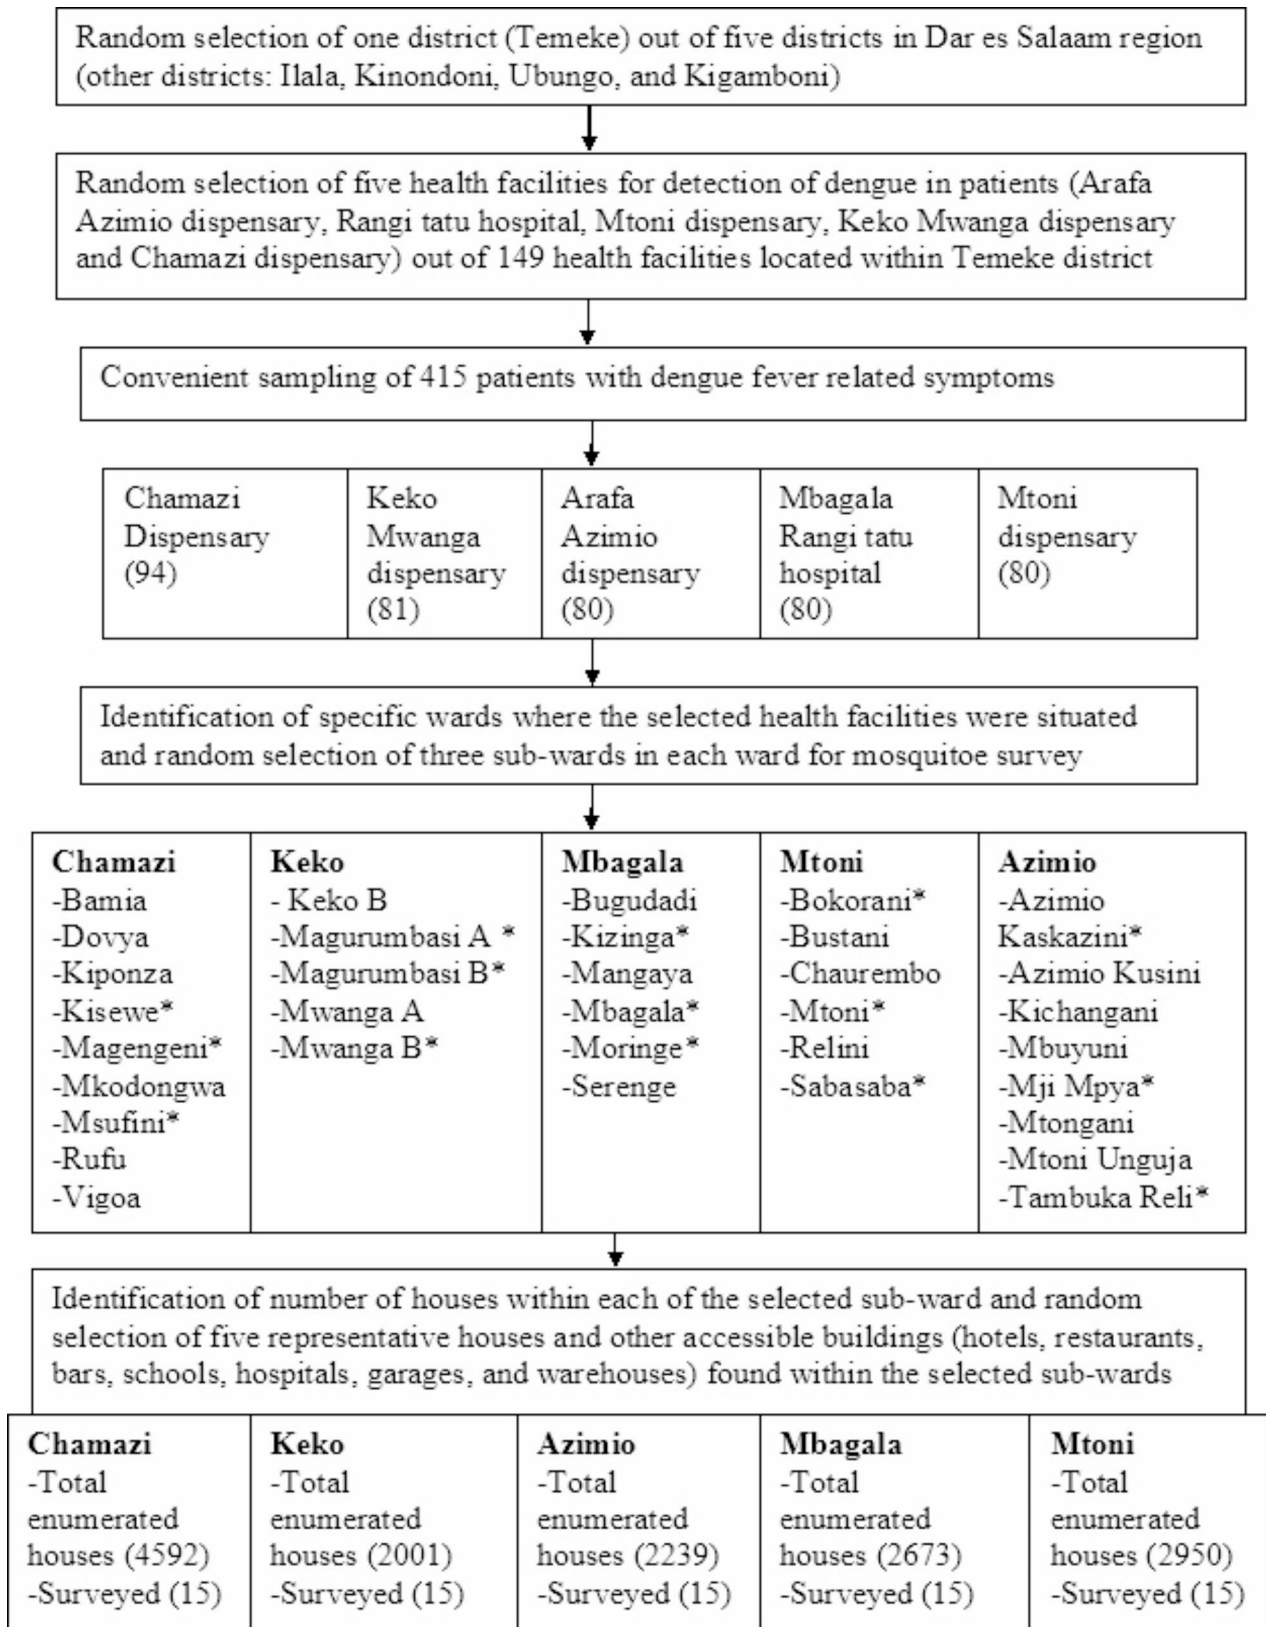 Random selection of one district (Temeke) out of five districts in Dar es Salaam region
(other districts: Ilala, Kinondoni, Ubungo, and Kigamboni)
Random selection of five health facilities for detection of dengue in patients (Arafa
Azimio dispensary, Rangi tatu hospital, Mtoni dispensary, Keko Mwanga dispensary
and Chamazi dispensary) out of 149 health facilities located within Temeke district
Convenient sampling of 415 patients with dengue fever related symptoms
Chamazi
Dispensary
(94)
Keko
Mwanga
dispensary
(81)
Arafa
Azimio
dispensary
(80)
Mbagala
Rangi tatu
hospital
(80)
Mtoni
dispensary
(80)
Identification of specific wards where the selected health facilities were situated
and random selection of three sub-wards in each ward for mosquitoe survey
Chamazi
-Bamia
-Dovya
-Kiponza
-Kisewe*
-Magengeni*
-Mkodongwa
-Msufini*
-Rufu
-Vigoa
Keko
- Keko B
-Magurumbasi A *
-Magurumbasi B*
-Mwanga A
-Mwanga B*
Mbagala
-Bugudadi
-Kizinga*
-Mangaya
-Mbagala*
-Moringe*
-Serenge
Mtoni
-Bokorani*
-Bustani
-Chaurembo
-Mtoni*
-Relini
-Sabasaba*
Azimio
-Azimio
Kaskazini*
-Azimio Kusini
-Kichangani
-Mbuyuni
-Mji Mpya*
-Mtongani
-Mtoni Unguja
-Tambuka Reli*
Identification of number of houses within each of the selected sub-ward and random
selection of five representative houses and other accessible buildings (hotels, restaurants,
bars, schools, hospitals, garages, and warehouses) found within the selected sub-wards
Chamazi
-Total
enumerated
houses (4592)
-Surveyed (15)
Keko
-Total
enumerated
houses (2001)
-Surveyed (15)
Azimio
-Total
enumerated
houses (2239)
-Surveyed (15)
Mbagala
-Total
enumerated
houses (2673)
-Surveyed (15)
Mtoni
-Total
enumerated
houses (2950)
-Surveyed (15)